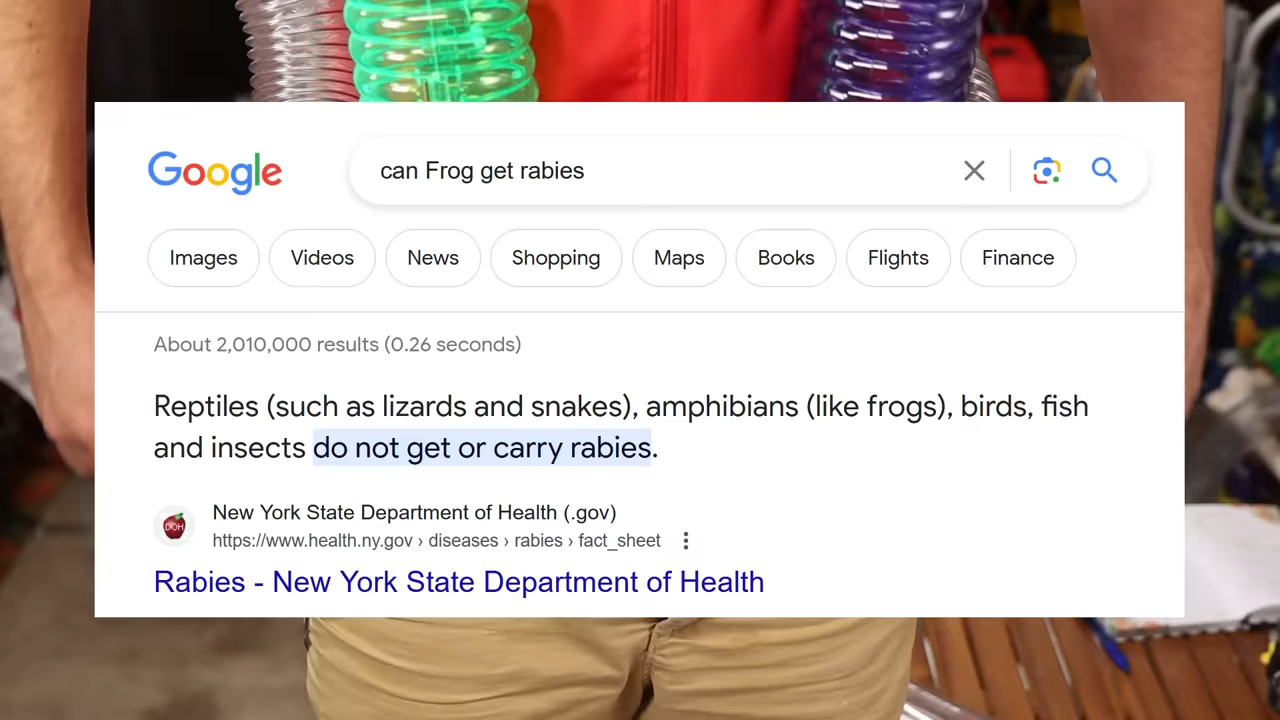 Google
can Frog get rabies
Images
Videos
News
Shopping
Maps
Books
Flights
Finance
About 2,010,000 results (0.26 seconds)
Reptiles (such as lizards and snakes), amphibians (like frogs), birds, fish
and insects do not get or carry rabies.
DOH
New York State Department of Health (.gov)
https://www.health.ny.gov › diseases › rabies › fact_sheet
Rabies - New York State Department of Health